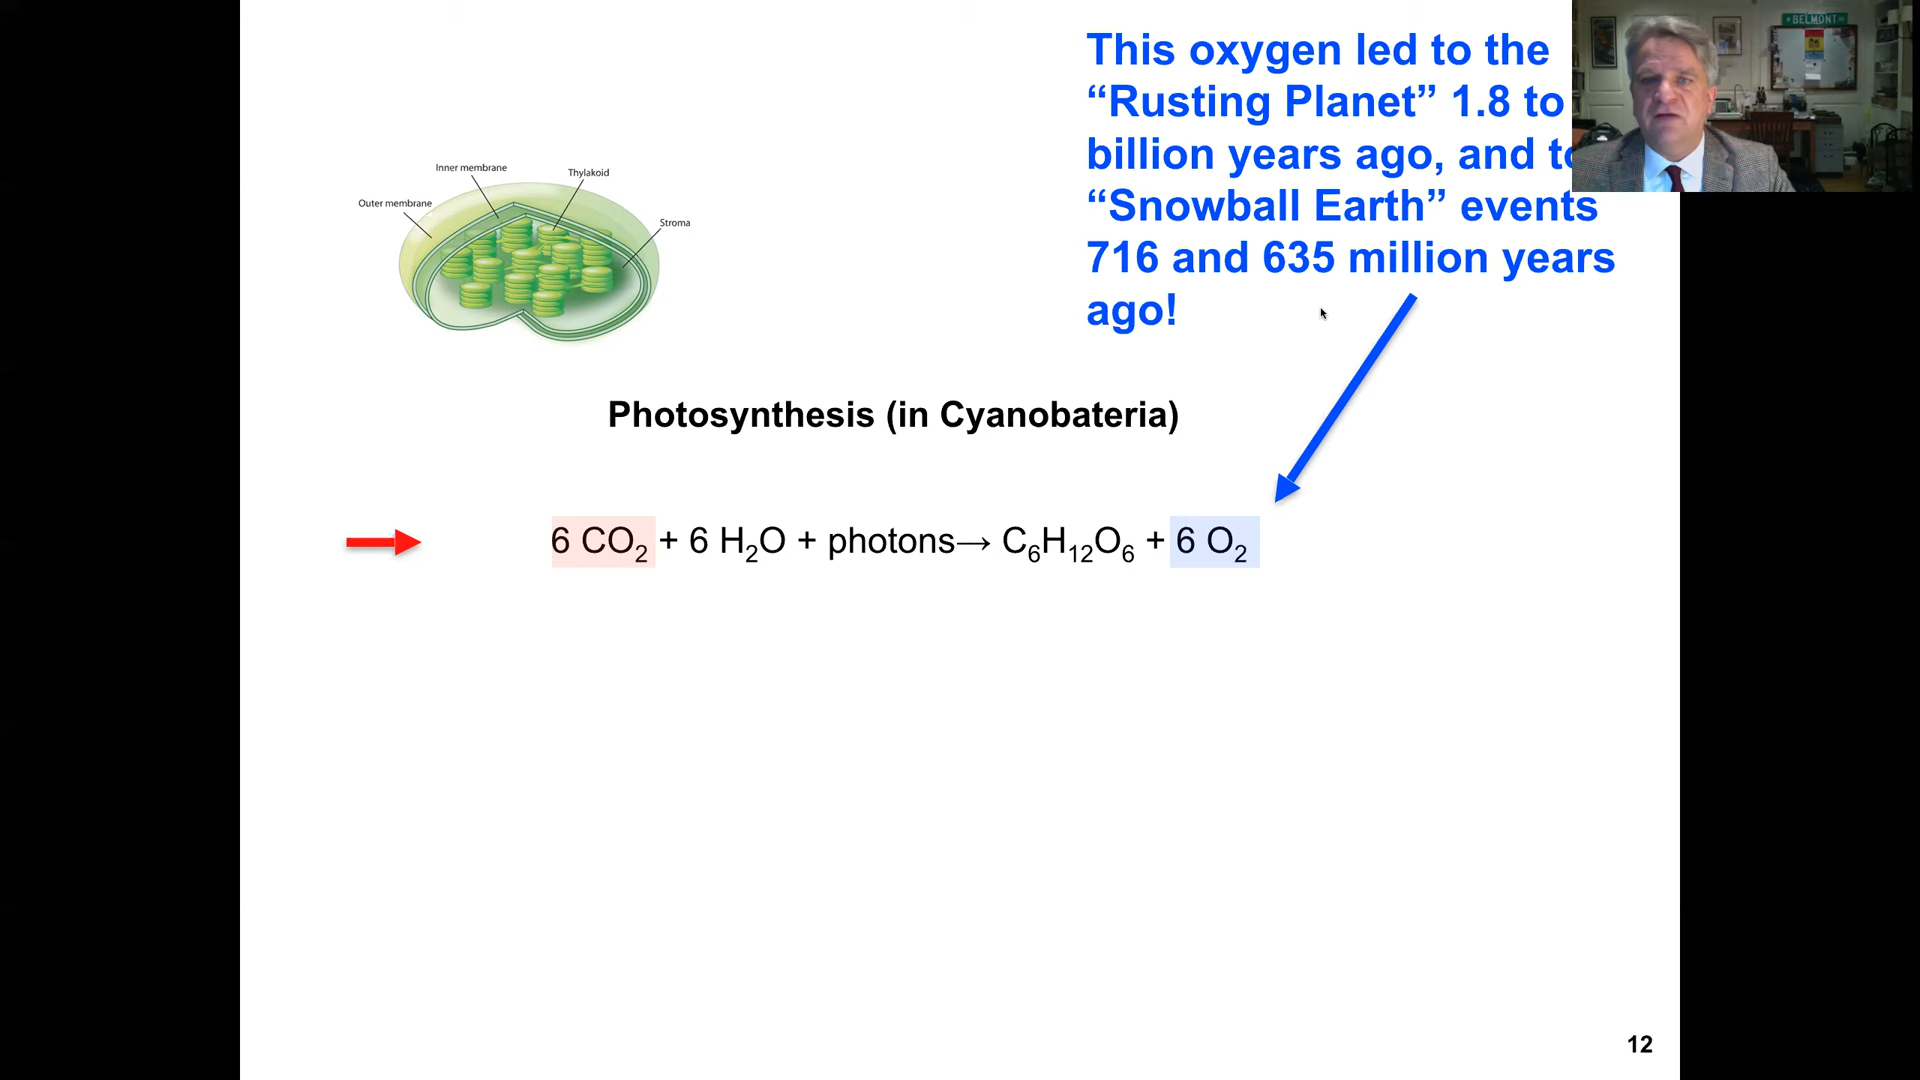 This oxygen led to the
“Rusting Planet” 1.8 to
billion years ago, and
“Snowball Earth” events
716 and 635 million years
ago!
BELMONT
Inner membrane
Thylakoid
Outer membrane
Stroma
Photosynthesis (in Cyanobateria)
6 CO₂ + 6 H₂O + photons→ C₆H₁₂O₆ + 6 O₂
12